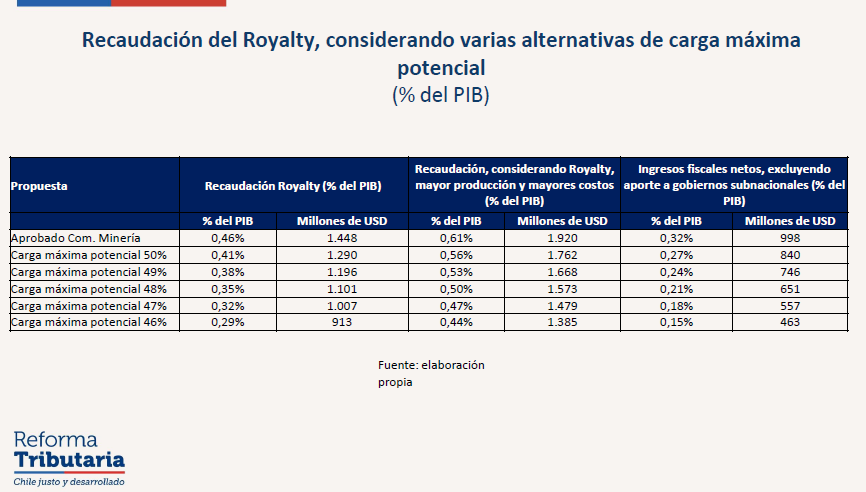 Recaudación del Royalty, considerando varias alternativas de carga máxima
potencial
(% del PIB)
Propuesta
Recaudación Royalty (% del PIB)
Recaudación, considerando Royalty,
mayor producción y mayores costos
(% del PIB)
Ingresos fiscales netos, excluyendo
aporte a gobiernos subnacionales (% del
PIB)
% del PIB Millones de USD % del PIB Millones de USD % del PIB Millones de USD
Aprobado Com. Minería 0,46% 1.448 0,61% 1.920 0,32% 998
Carga máxima potencial 50% 0,41% 1.290 0,56% 1.762 0,27% 840
Carga máxima potencial 49% 0,38% 1.196 0,53% 1.668 0,24% 746
Carga máxima potencial 48% 0,35% 1.101 0,50% 1.573 0,21% 651
Carga máxima potencial 47% 0,32% 1.007 0,47% 1.479 0,18% 557
Carga máxima potencial 46% 0,29% 913 0,44% 1.385 0,15% 463
Fuente: elaboración
propia
Reforma
Tributaria
Chile justo y desarrollado